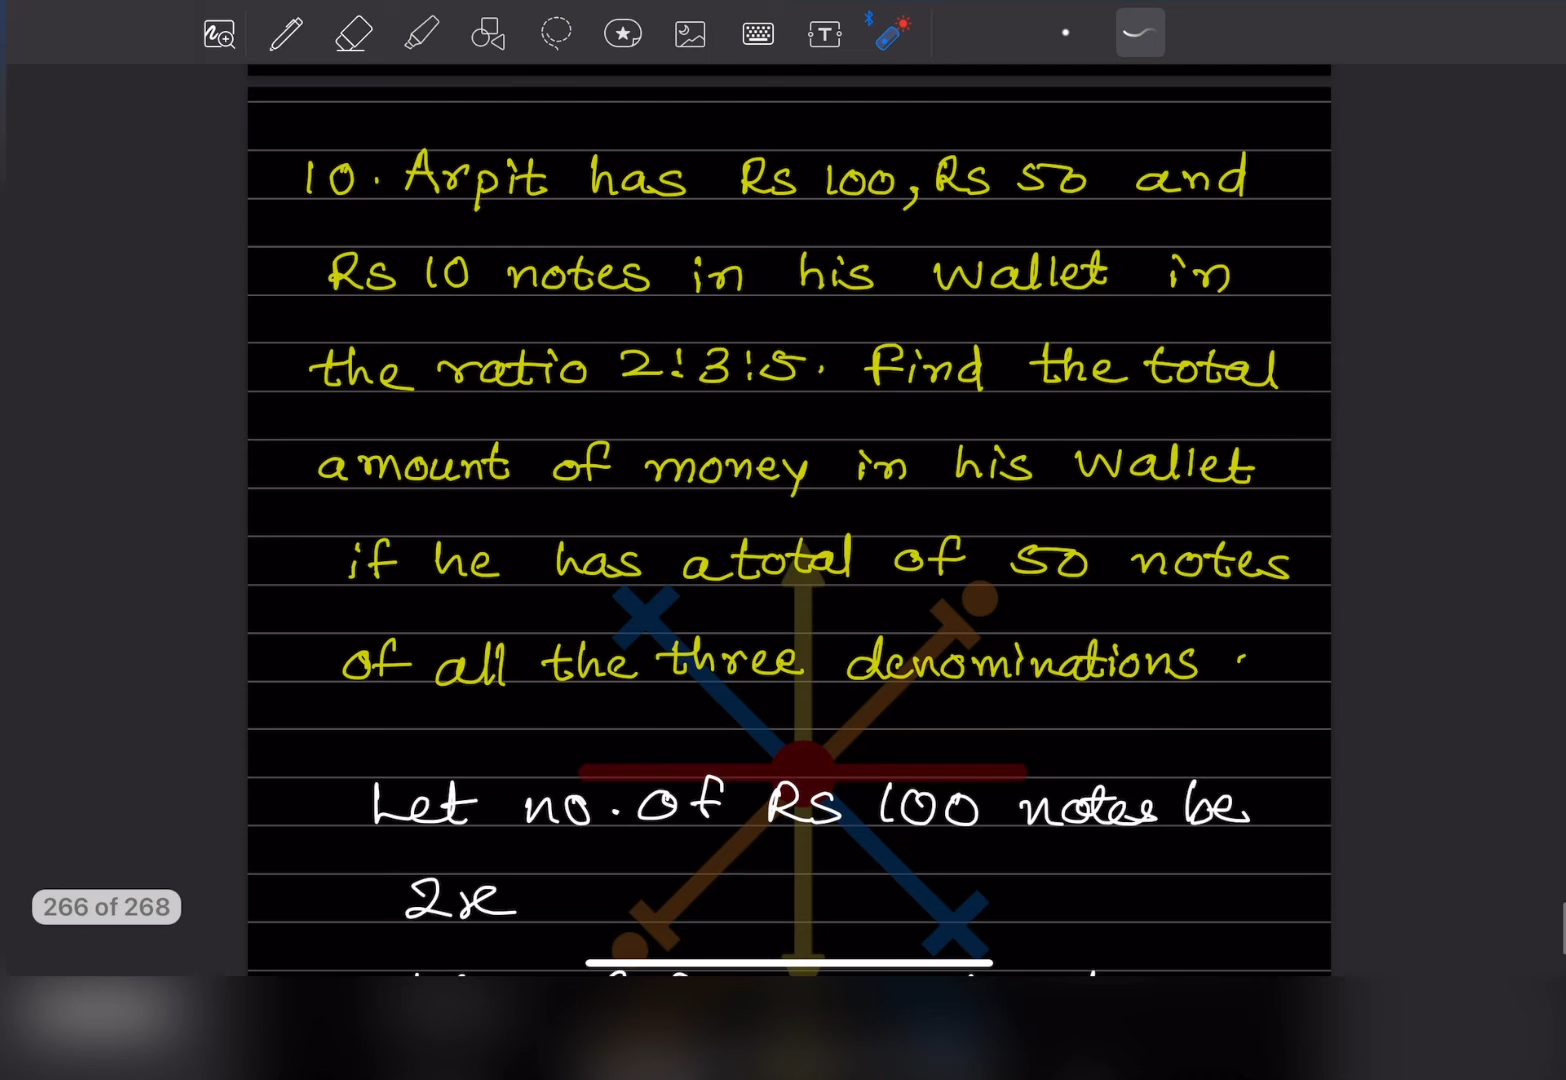 10. Arpit has Rs 100, Rs 50 and
Rs 10 notes in his wallet in
the ratio 2:3:5. find the total
amount of money in his wallet
if he has a total of 50 notes
of all the three denominations.
Let no. of Rs 100 notes be
2x
266 of 268